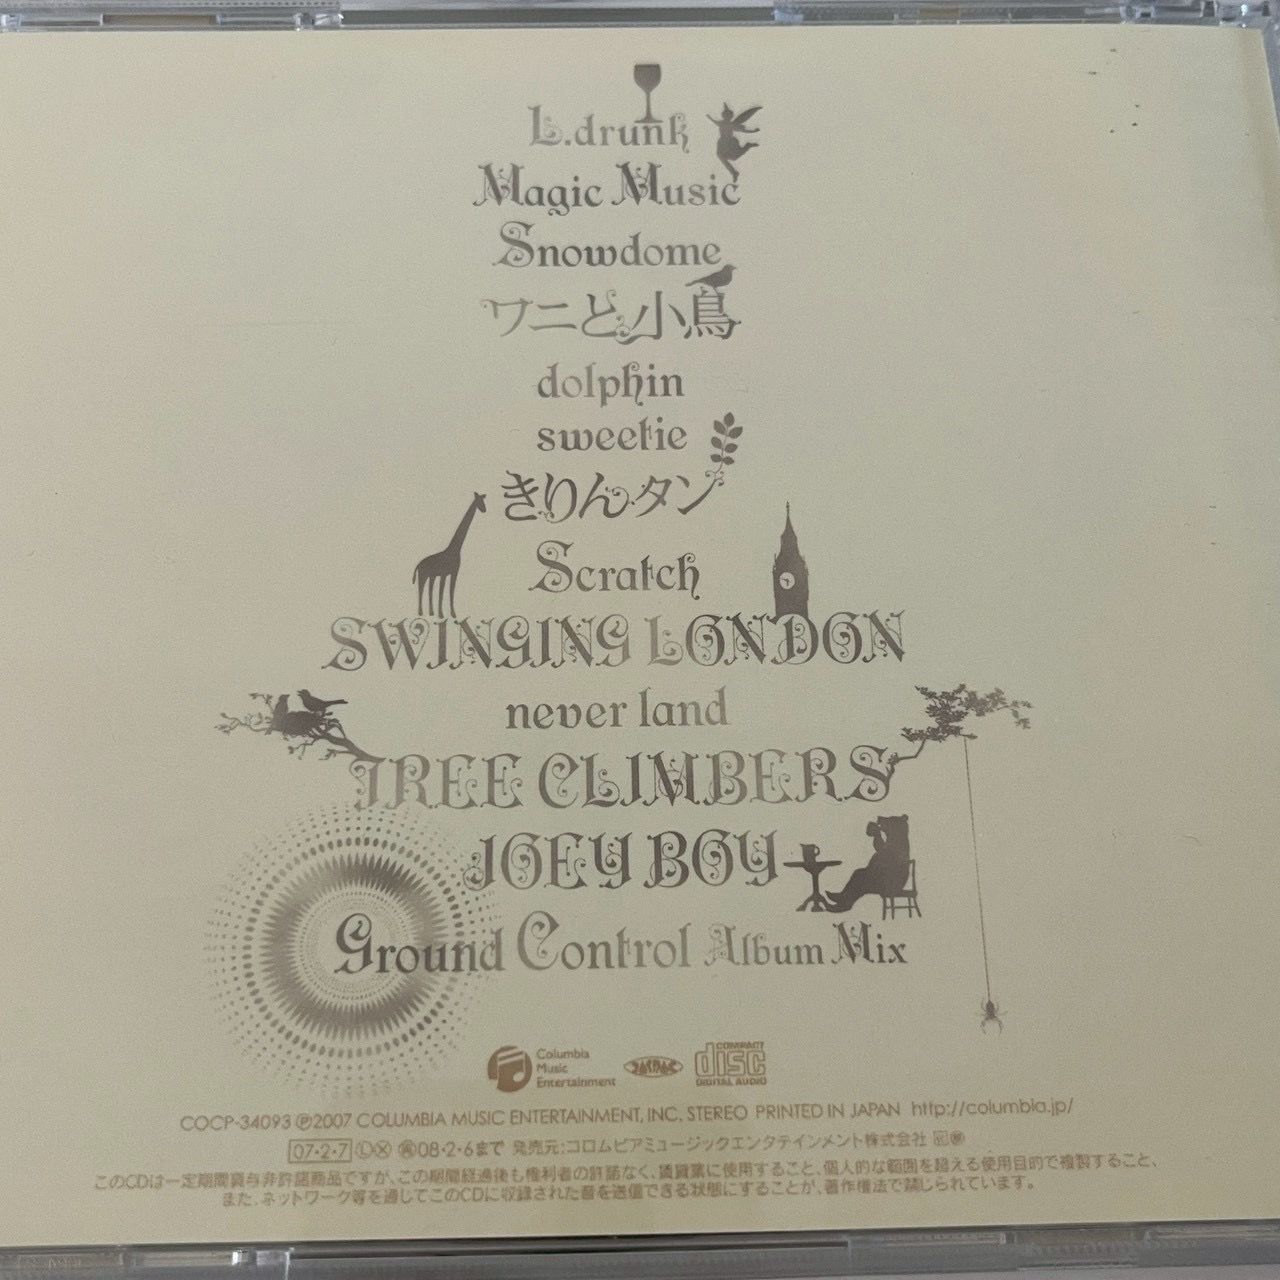 L.drunk
Magic Music
Snowdome
ワニと小鳥
dolphin
sweetie
きりんタン
Scratch
SWINGING LONDON
never land
TREE CLIMBERS
JOEY BOY
Ground Control Album Mix
Columbia
Music
Entertainment
JASRAC
COMPACT
disc
DIGITAL AUDIO
COCP-34093 Ⓟ2007 COLUMBIA MUSIC ENTERTAINMENT, INC. STEREO PRINTED IN JAPAN http://columbia.jp/
07・2・7 Ⓛ Ⓧ 08・2・6まで 発売元:コロムビアミュージックエンタテインメント株式会社
このCDは一定期間貸与非許諾商品ですが、この期間経過後も権利者の許諾なく、賃貸業に使用すること、個人的な範囲を超える使用目的で複製すること、
また、ネットワーク等を通してこのCDに収録された音を送信できる状態にすることが、著作権法で禁じられています。